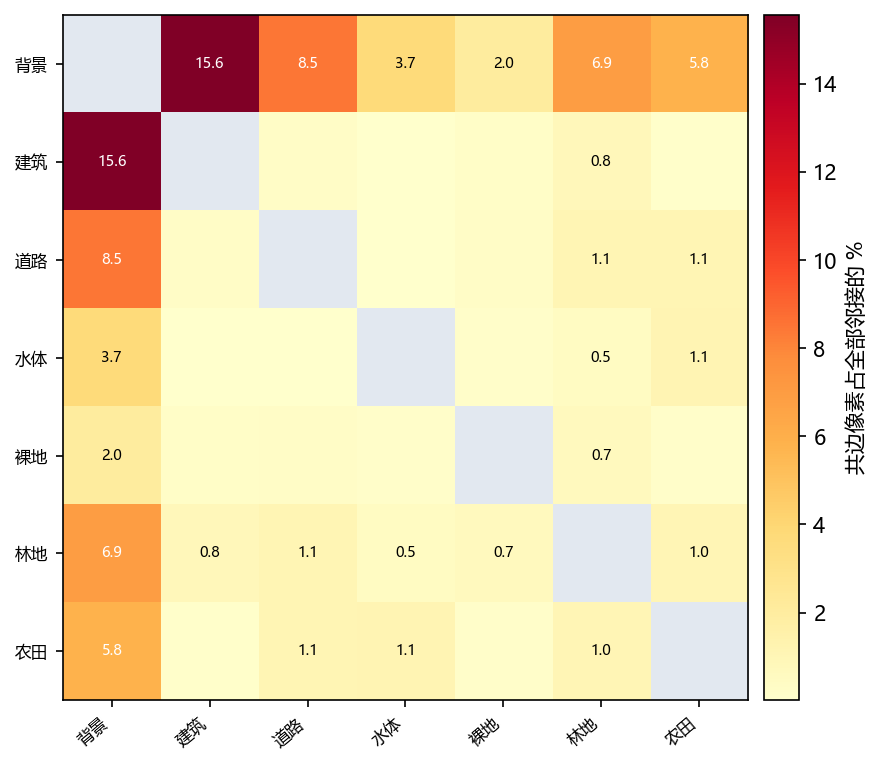 背景 15.6 8.5 3.7 2.0 6.9 5.8
建筑 15.6 0.8
道路 8.5 1.1 1.1
水体 3.7 0.5 1.1
裸地 2.0 0.7
林地 6.9 0.8 1.1 0.5 0.7 1.0
农田 5.8 1.1 1.1 1.0
背景 建筑 道路 水体 裸地 林地 农田
14
12
10
8
6
4
2
共边像素占全部邻接的 %